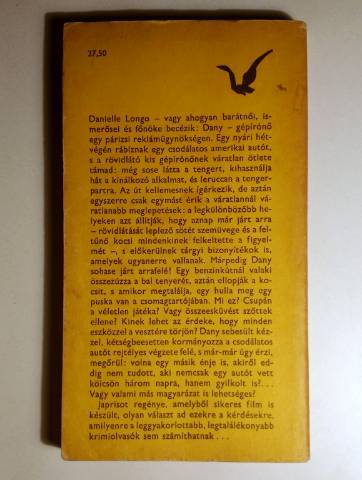 27,50
Danielle Longo – vagy ahogyan barátnői, is-
merősei és főnöke becézik: Dany – gépírónő
egy párizsi reklámügynökségen. Egy nyári hét-
végén rábíznak egy csodálatos amerikai autót,
s a rövidlátó kis gépírónőnek váratlan ötlete
támad: még sose látta a tengert, kihasználja
hát a kínálkozó alkalmat, és leruccan a tenger-
partra. Az út kellemesnek ígérkezik, de aztán
egyszerre csak egymást érik a váratlannál vá-
ratlanabb meglepetések: a legkülönbözőbb he-
lyeken azt állítják, hogy aznap már járt arra
– rövidlátását leplező sötét szemüvege és a fel-
tűnő kocsi mindenkinek felkeltette a figyel-
mét –, s előkerülnek tárgyi bizonyítékok is,
amelyek ugyanerre vallanak. Márpedig Dany
sohase járt arrafelé! Egy benzinkútnál valaki
összezúzza a bal tenyerét, aztán ellopják a ko-
csit, s amikor megtalálja, egy hulla meg egy
puska van a csomagtartójában. Mi ez? Csupán
a véletlen játéka? Vagy összeesküvést szőttek
ellene? Kinek lehet az érdeke, hogy minden
eszközzel a vesztére törjön? Dany sebesült kéz-
zel, kétségbeesetten kormányozza a csodálatos
autót rejtélyes végzete felé, s már-már úgy érzi,
megőrül: volna egy másik énje is, akiről ed-
dig nem tudott, aki nemcsak egy autót vett
kölcsön három napra, hanem gyilkolt is?...
Vagy valami más magyarázat is lehetséges?
Japrisot regénye, amelyből sikeres film is
készült, olyan választ ad ezekre a kérdésekre,
amilyenre a leggyakorlottabb, legtalálékonyabb
krimiolvasók sem számíthatnak...